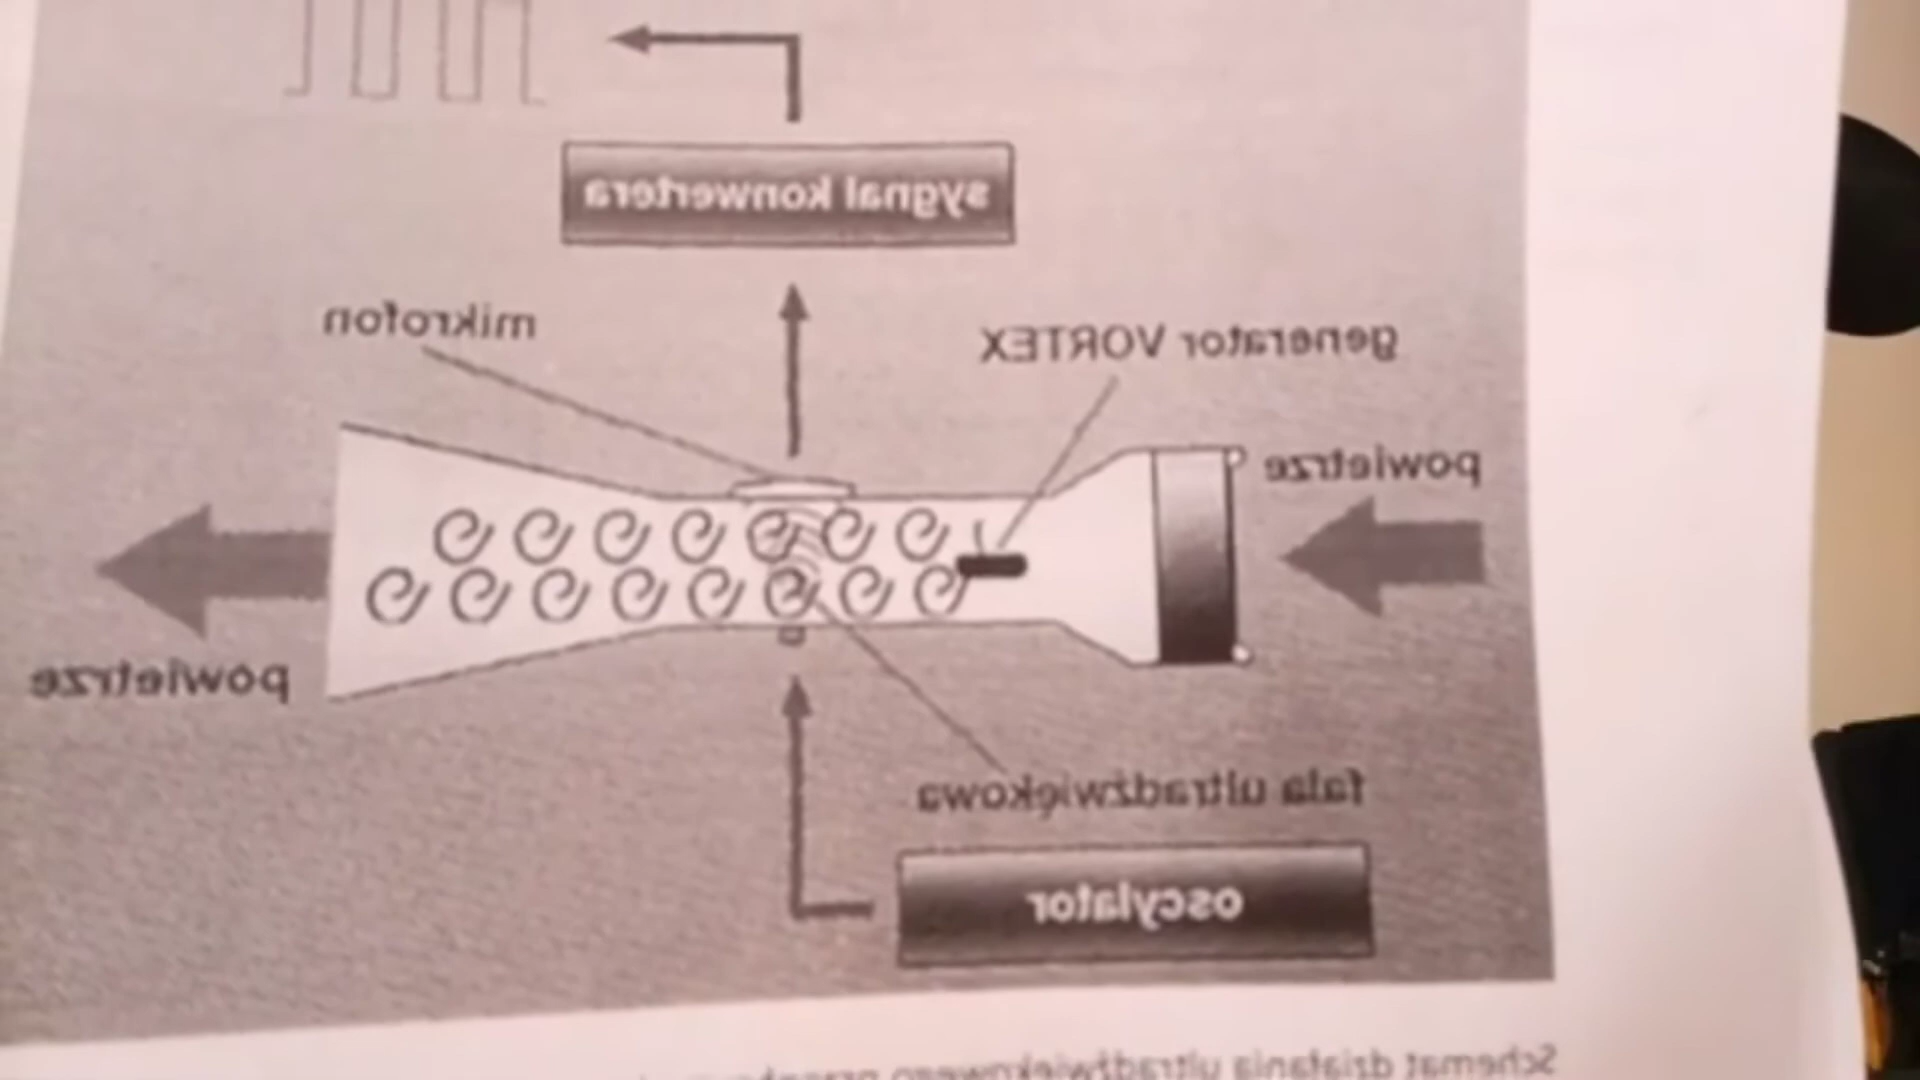 sygnał konwertera
mikrofon
generator VORTEX
powietrze
powietrze
fala ultradźwiękowa
oscylator
Schemat działania ultradźwiękowego